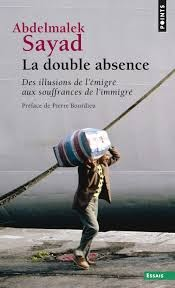 POINTS
Abdelmalek
Sayad
La double absence
Des illusions de l'émigré
aux souffrances de l'immigré
Préface de Pierre Bourdieu
ESSAIS